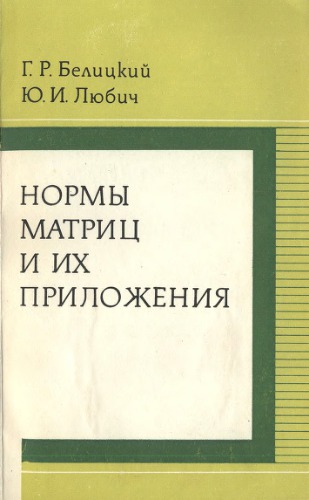 Г. Р. Белицкий
Ю. И. Любич
НОРМЫ
МАТРИЦ
И ИХ
ПРИЛОЖЕНИЯ